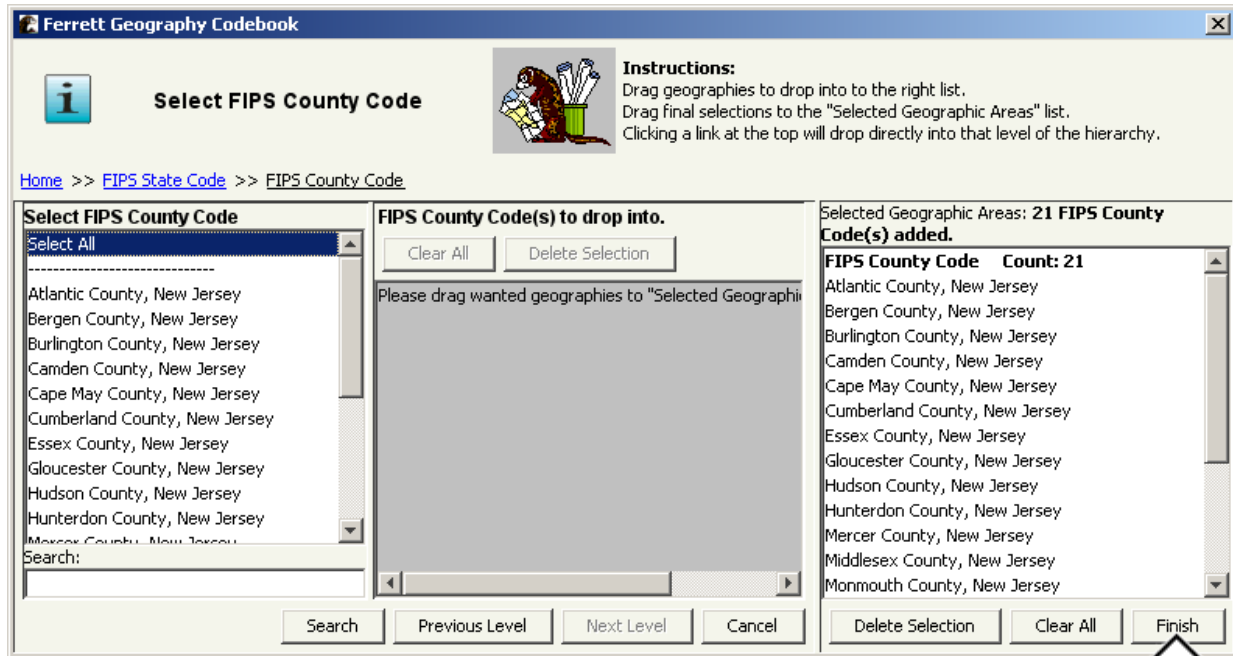 Ferrett Geography Codebook
Select FIPS County Code
Instructions:
Drag geographies to drop into to the right list.
Drag final selections to the "Selected Geographic Areas" list.
Clicking a link at the top will drop directly into that level of the hierarchy.
Home >> FIPS State Code >> FIPS County Code
Select FIPS County Code
Select All
------------------------------
Atlantic County, New Jersey
Bergen County, New Jersey
Burlington County, New Jersey
Camden County, New Jersey
Cape May County, New Jersey
Cumberland County, New Jersey
Essex County, New Jersey
Gloucester County, New Jersey
Hudson County, New Jersey
Hunterdon County, New Jersey
Mercer County, New Jersey
Search:
Search
FIPS County Code(s) to drop into.
Clear All Delete Selection
Please drag wanted geographies to "Selected Geographi
Previous Level Next Level Cancel
Selected Geographic Areas: 21 FIPS County
Code(s) added.
FIPS County Code Count: 21
Atlantic County, New Jersey
Bergen County, New Jersey
Burlington County, New Jersey
Camden County, New Jersey
Cape May County, New Jersey
Cumberland County, New Jersey
Essex County, New Jersey
Gloucester County, New Jersey
Hudson County, New Jersey
Hunterdon County, New Jersey
Mercer County, New Jersey
Middlesex County, New Jersey
Monmouth County, New Jersey
Delete Selection Clear All Finish